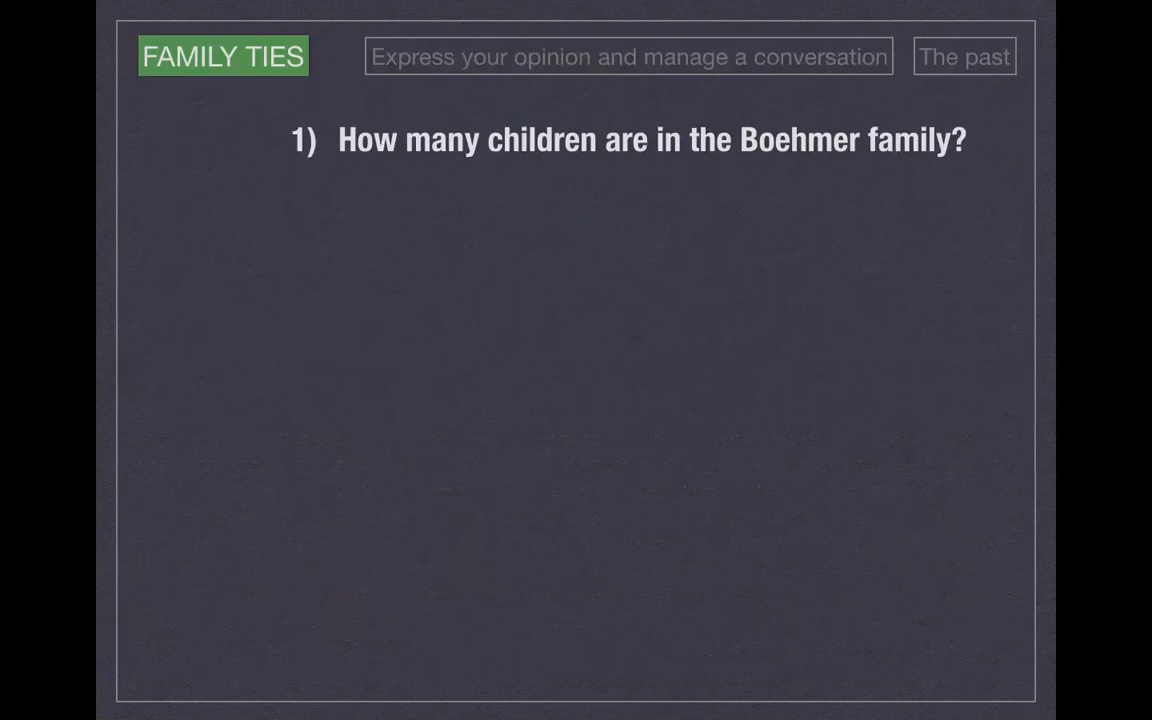 FAMILY TIES Express your opinion and manage a conversation The past
1) How many children are in the Boehmer family?